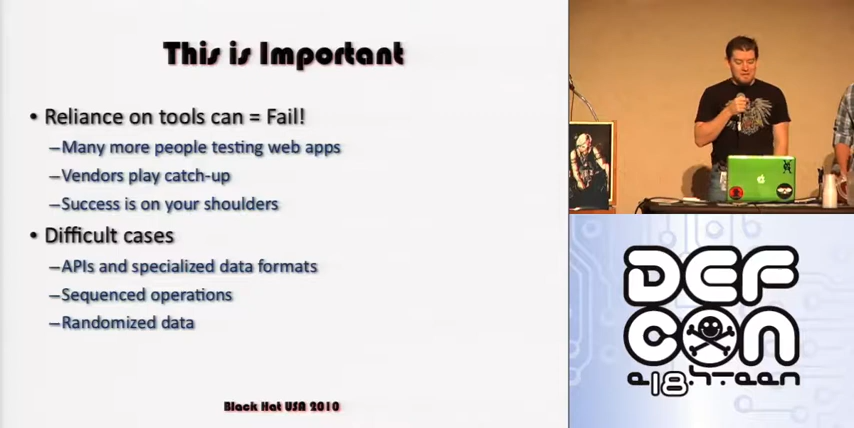 This is Important
• Reliance on tools can = Fail!
–Many more people testing web apps
–Vendors play catch-up
–Success is on your shoulders
• Difficult cases
–APIs and specialized data formats
–Sequenced operations
–Randomized data
Black Hat USA 2010
DEF
CON
e18h-teen